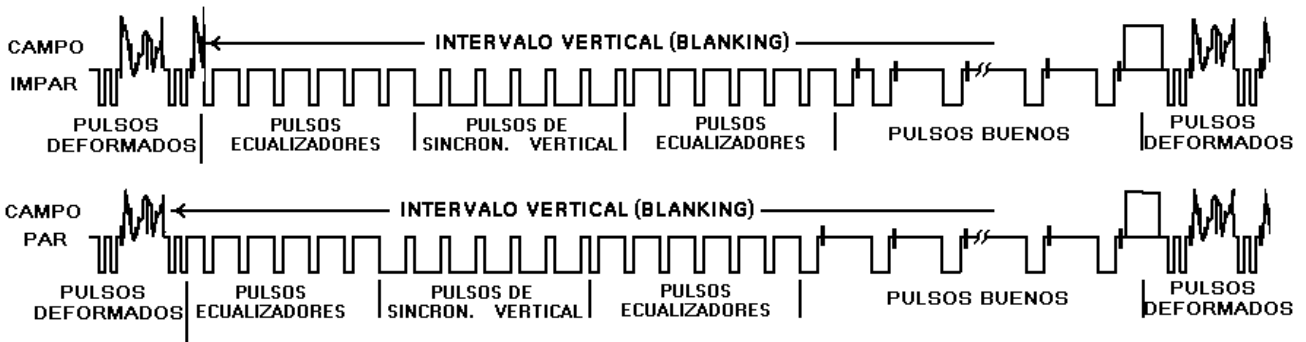 CAMPO
IMPAR
INTERVALO VERTICAL (BLANKING)
PULSOS
DEFORMADOS
PULSOS
ECUALIZADORES
PULSOS DE
SINCRON. VERTICAL
PULSOS
ECUALIZADORES
PULSOS BUENOS
PULSOS
DEFORMADOS
CAMPO
PAR
INTERVALO VERTICAL (BLANKING)
PULSOS
DEFORMADOS
PULSOS
ECUALIZADORES
PULSOS DE
SINCRON. VERTICAL
PULSOS
ECUALIZADORES
PULSOS BUENOS
PULSOS
DEFORMADOS